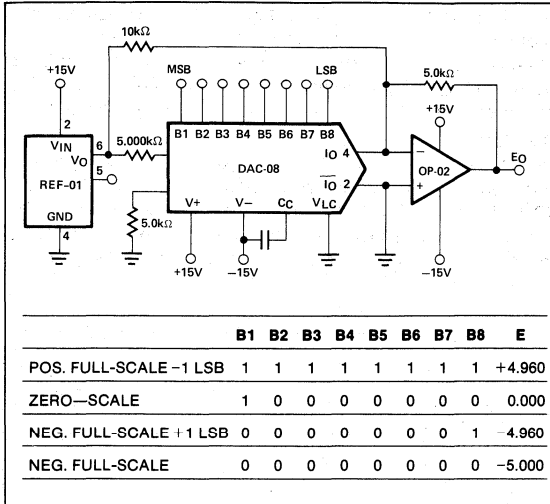 10kΩ
+15V
MSB
LSB
5.0kΩ
+15V
2
VIN
VO
6
5.000kΩ
B1 B2 B3 B4 B5 B6 B7 B8
IO 4
−
OP-02
EO
REF-01
5
DAC-08
IO 2
+
GND
4
5.0kΩ
V+
V−
CC
VLC
+15V
−15V
−15V
B1 B2 B3 B4 B5 B6 B7 B8 E
POS. FULL-SCALE −1 LSB 1 1 1 1 1 1 1 1 +4.960
ZERO—SCALE 1 0 0 0 0 0 0 0 0.000
NEG. FULL-SCALE +1 LSB 0 0 0 0 0 0 0 1 −4.960
NEG. FULL-SCALE 0 0 0 0 0 0 0 0 −5.000